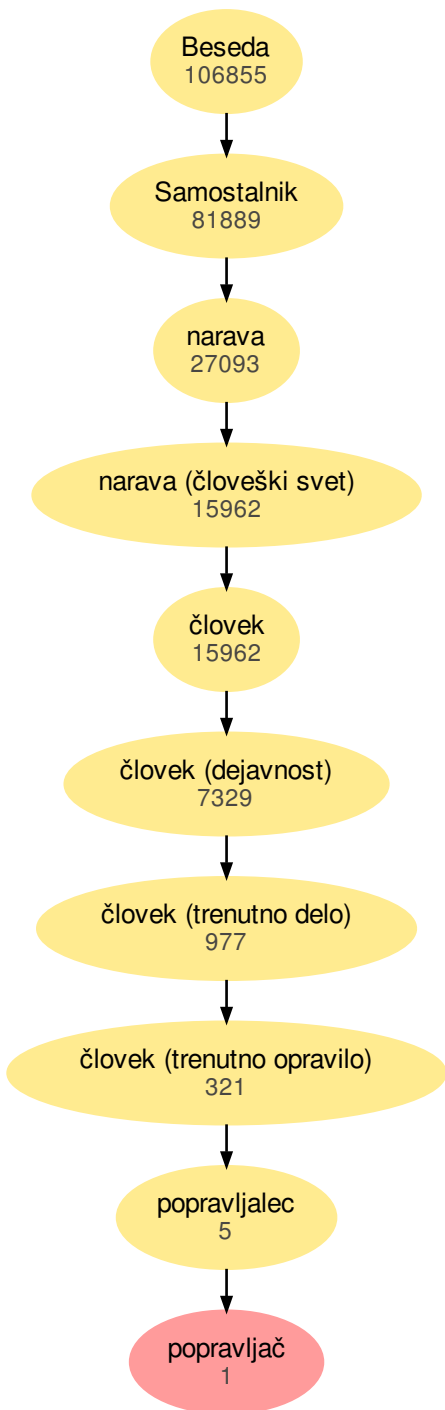 Beseda
106855
Samostalnik
81889
narava
27093
narava (človeški svet)
15962
človek
15962
človek (dejavnost)
7329
človek (trenutno delo)
977
človek (trenutno opravilo)
321
popravljalec
5
popravljač
1